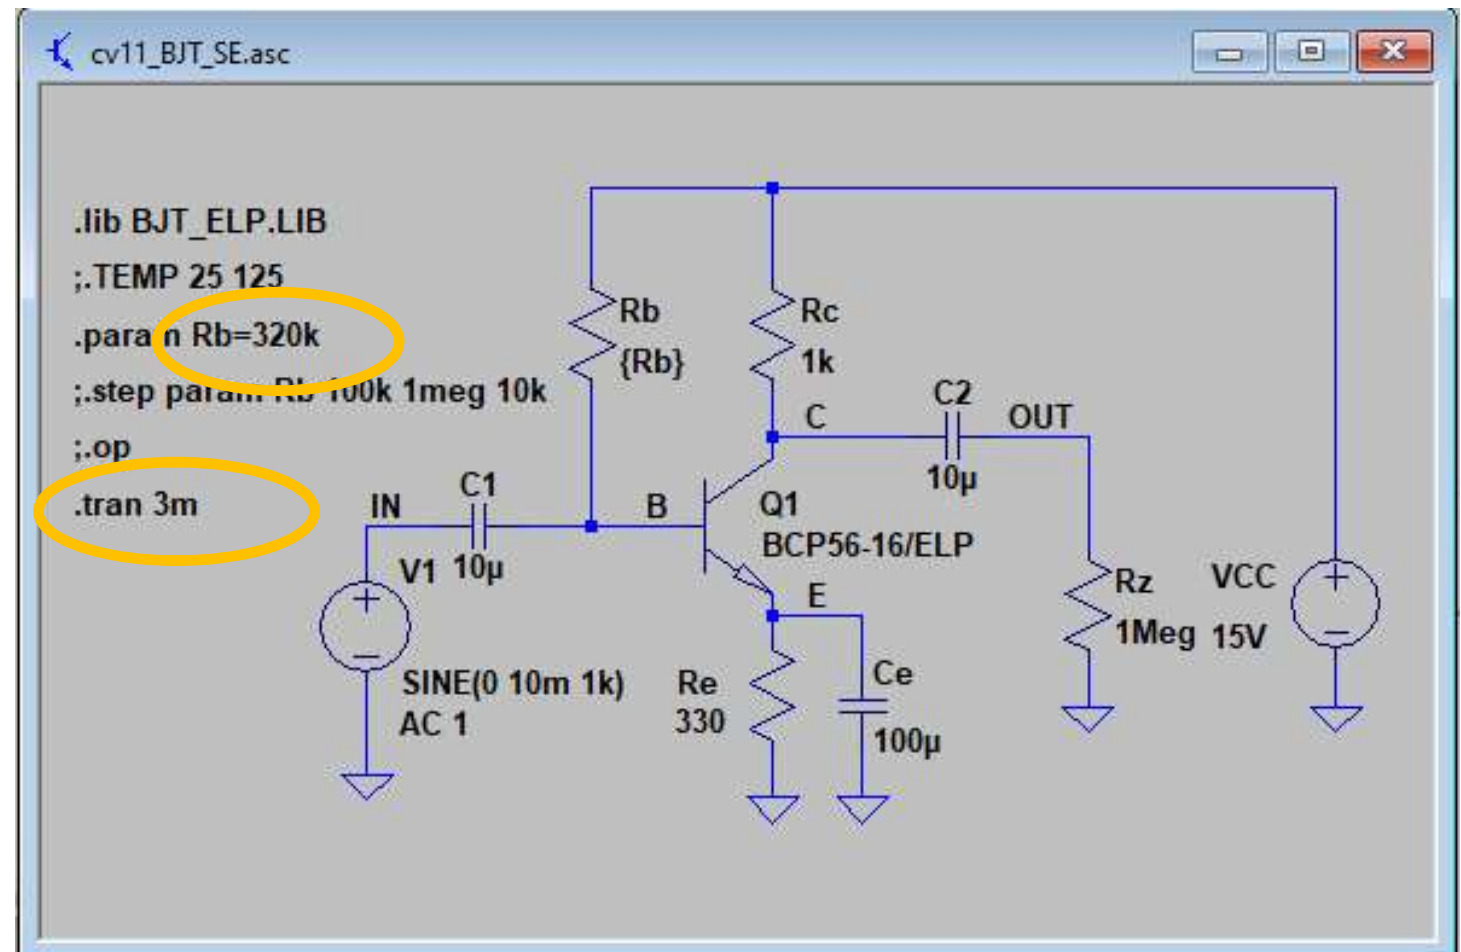 cv11_BJT_SE.asc
.lib BJT_ELP.LIB
;.TEMP 25 125
.param Rb=320k
;.step param Rb 100k 1meg 10k
;.op
.tran 3m
Rb
{Rb}
Rc
1k
C
C2
10µ
OUT
IN
C1
10µ
B
Q1
BCP56-16/ELP
V1
SINE(0 10m 1k)
AC 1
E
Re
330
Ce
100µ
Rz
1Meg
VCC
15V